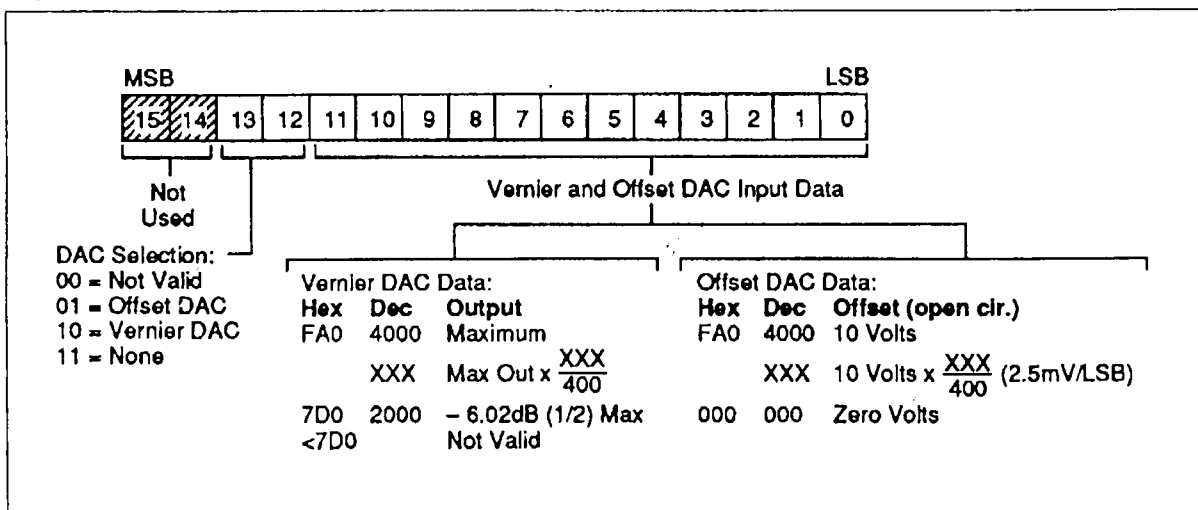 MSB LSB
15 14 13 12 11 10 9 8 7 6 5 4 3 2 1 0
Not
Used
Vernier and Offset DAC Input Data
DAC Selection:
00 = Not Valid
01 = Offset DAC
10 = Vernier DAC
11 = None
Vernier DAC Data:
Hex Dec Output
FA0 4000 Maximum
XXX Max Out x XXX/400
7D0 2000 – 6.02dB (1/2) Max
<7D0 Not Valid
Offset DAC Data:
Hex Dec Offset (open cir.)
FA0 4000 10 Volts
XXX 10 Volts x XXX/400 (2.5mV/LSB)
000 000 Zero Volts